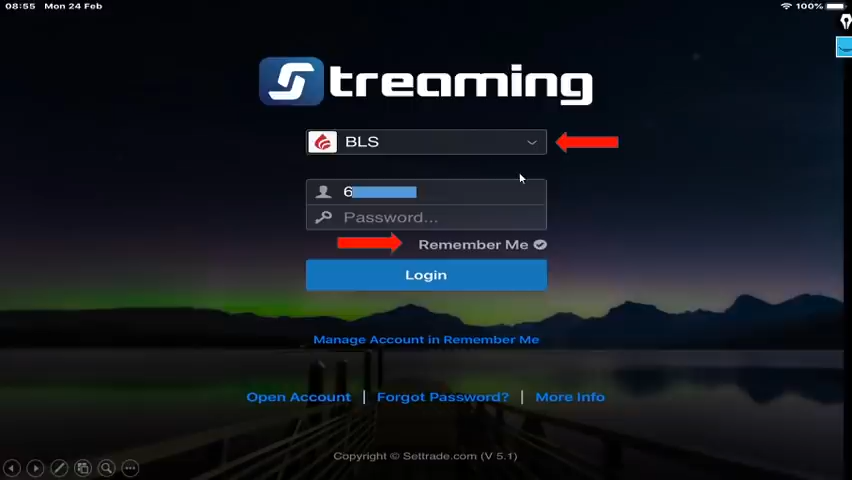 08:55 Mon 24 Feb 100%
Streaming
BLS
6
Password...
Remember Me
Login
Manage Account in Remember Me
Open Account | Forgot Password? | More Info
Copyright © Settrade.com (V 5.1)